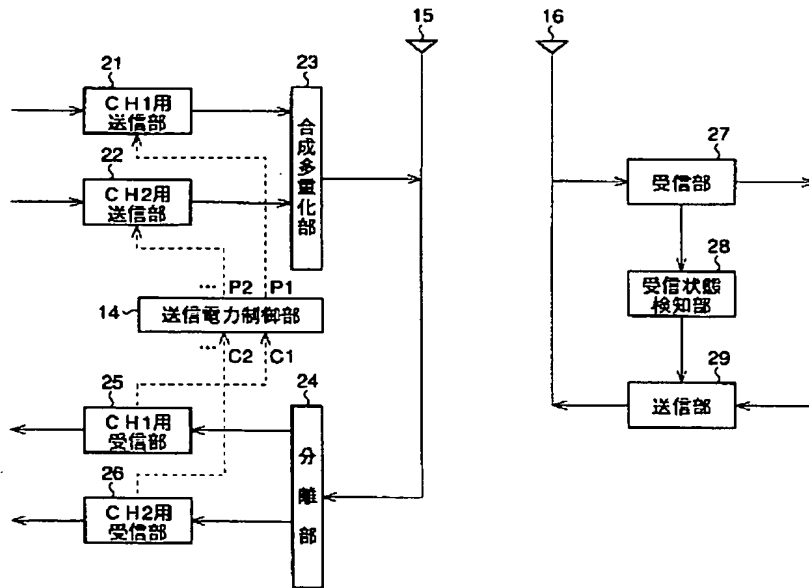 15
16
21
CH1用
送信部
23
合成多重化部
22
CH2用
送信部
27
受信部
28
受信状態
検知部
… P2 P1
14
送信電力制御部
… C2 C1
29
送信部
25
CH1用
受信部
24
分離部
26
CH2用
受信部